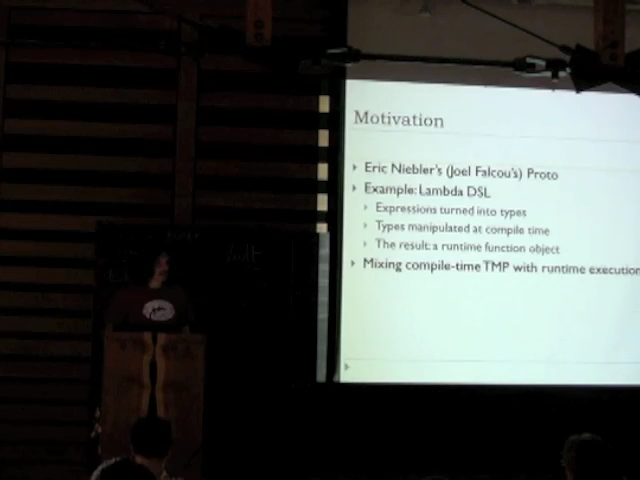 Motivation
Eric Niebler's (Joel Falcou's) Proto
Example: Lambda DSL
Expressions turned into types
Types manipulated at compile time
The result: a runtime function object
Mixing compile-time TMP with runtime execution
Vault